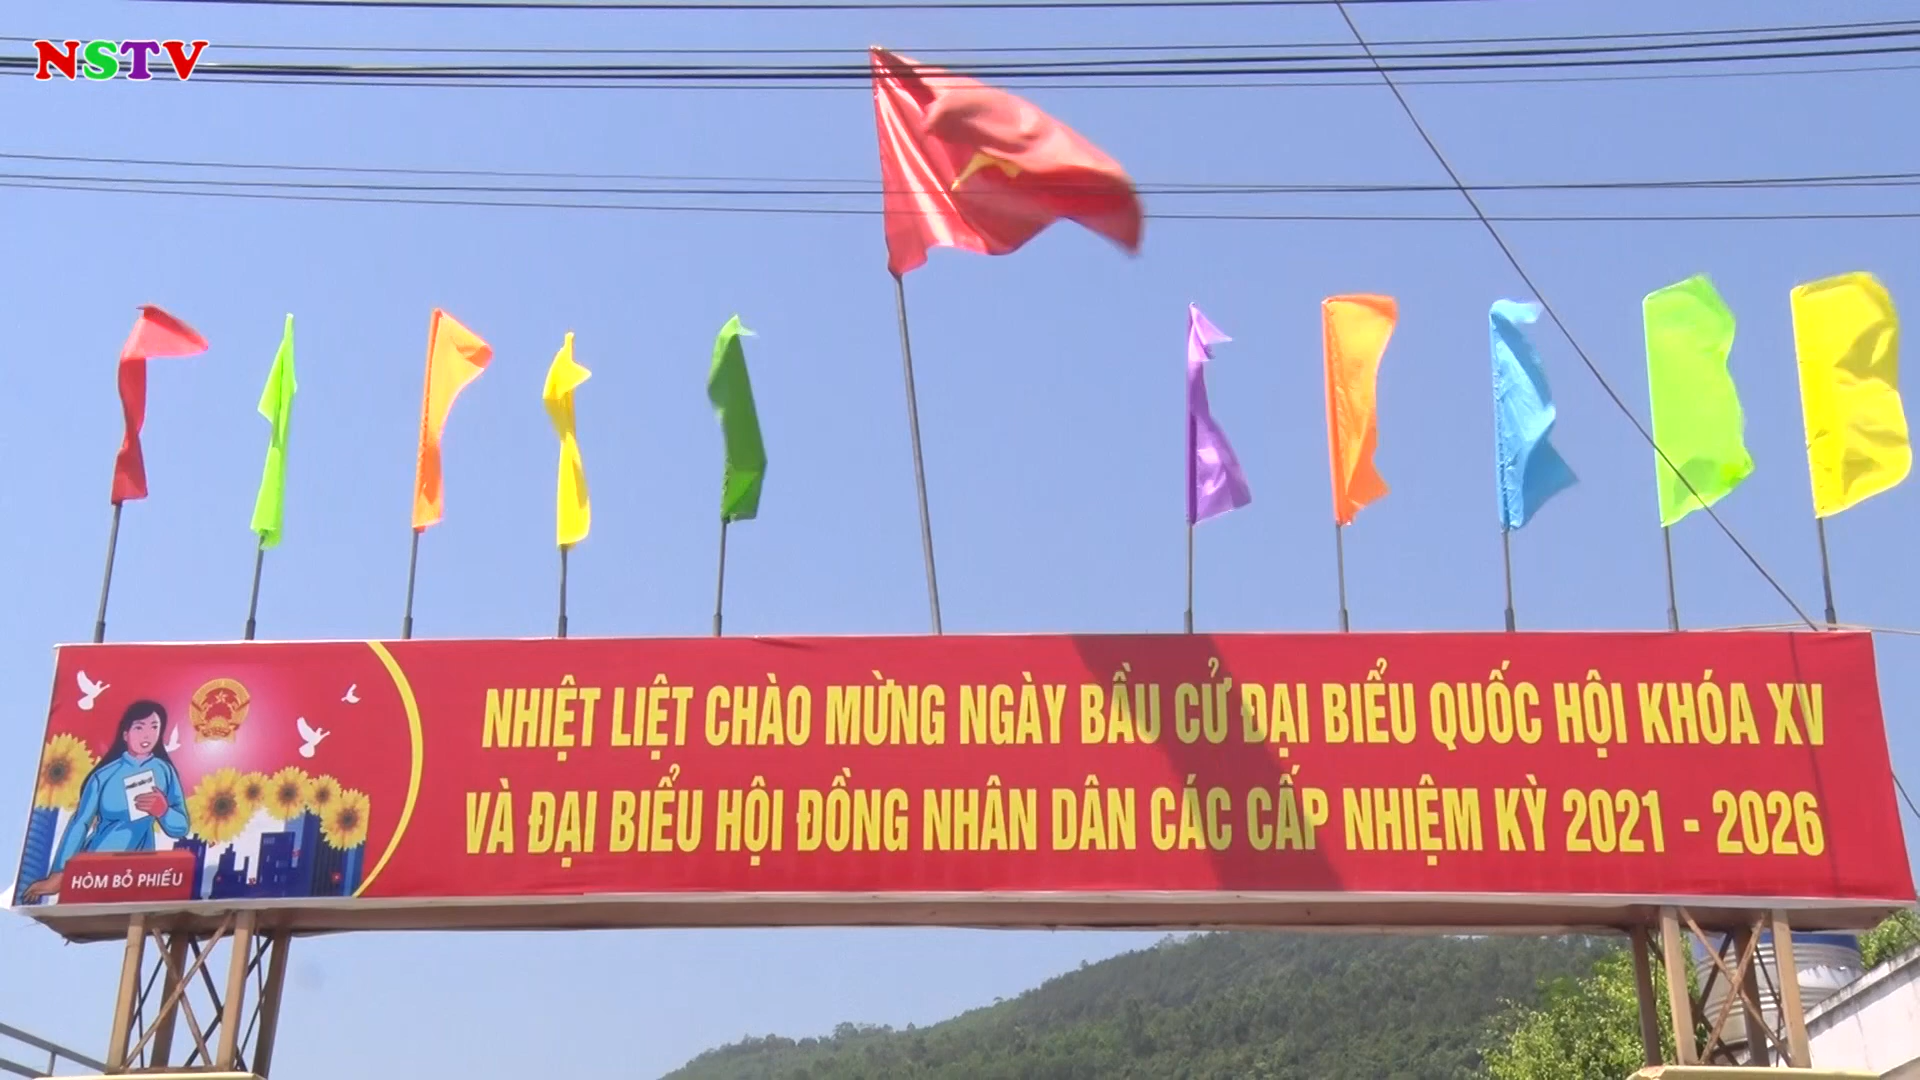 NSTV
NHIỆT LIỆT CHÀO MỪNG NGÀY BẦU CỬ ĐẠI BIỂU QUỐC HỘI KHÓA XV
VÀ ĐẠI BIỂU HỘI ĐỒNG NHÂN DÂN CÁC CẤP NHIỆM KỲ 2021 - 2026
HÒM BỎ PHIẾU